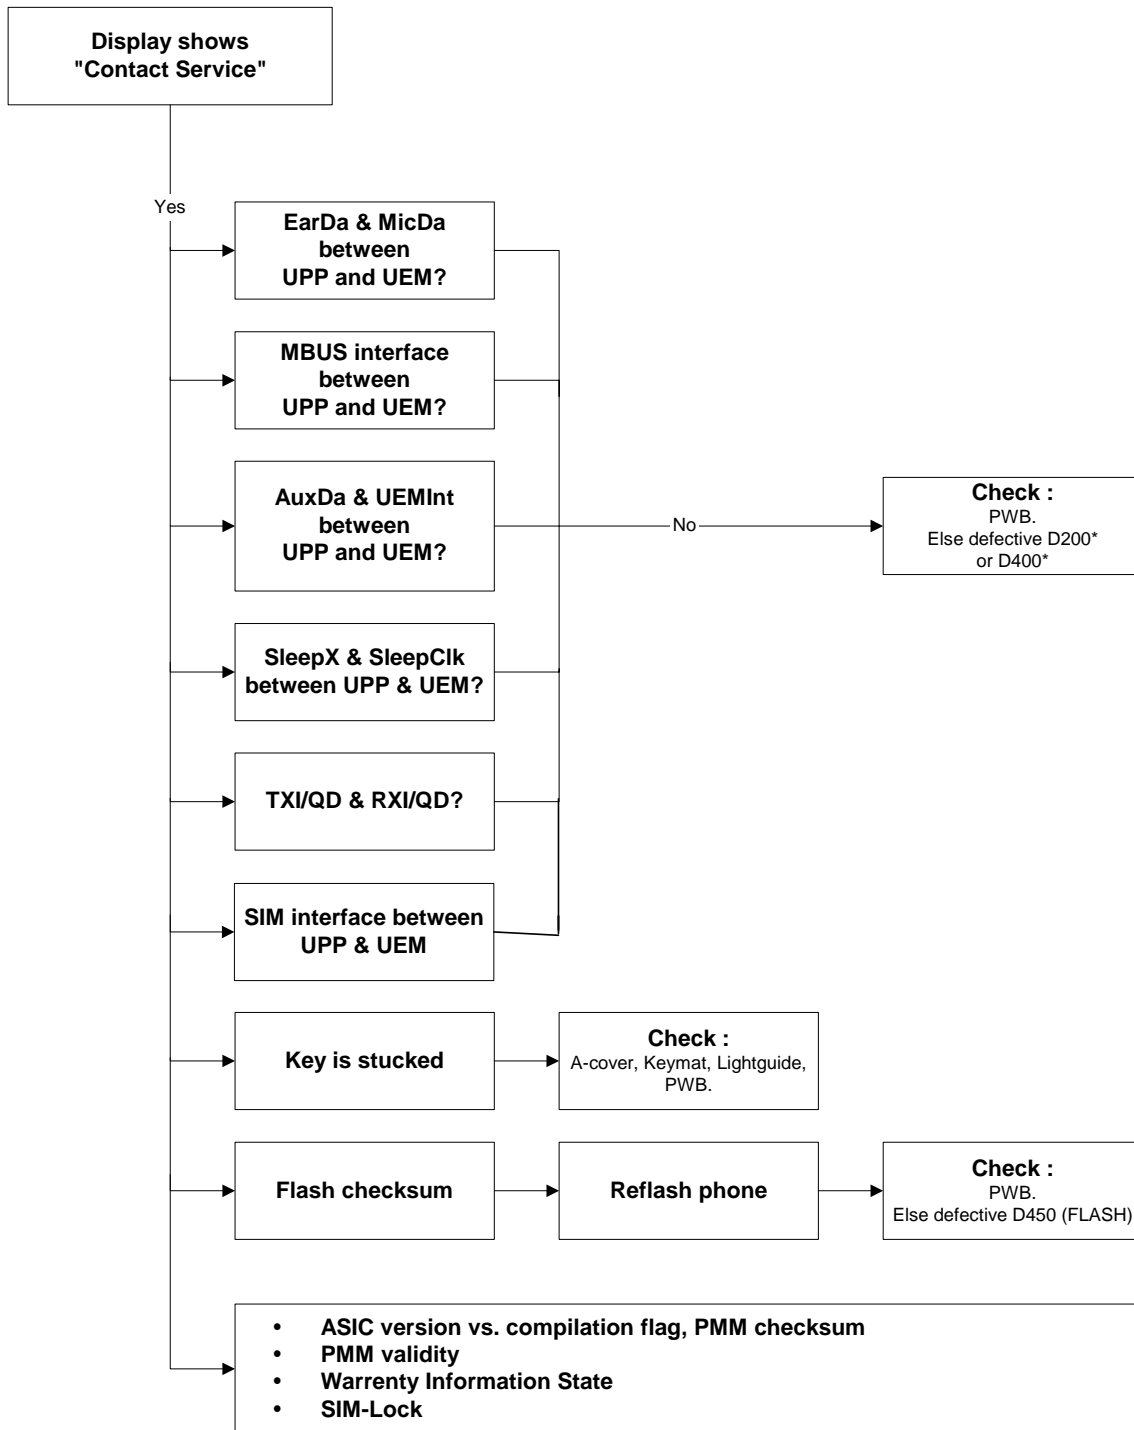 Display shows
"Contact Service"
Yes
EarDa & MicDa
between
UPP and UEM?
MBUS interface
between
UPP and UEM?
AuxDa & UEMInt
between
UPP and UEM?
No
Check :
PWB.
Else defective D200*
or D400*
SleepX & SleepClk
between UPP & UEM?
TXI/QD & RXI/QD?
SIM interface between
UPP & UEM
Key is stucked
Check :
A-cover, Keymat, Lightguide,
PWB.
Flash checksum
Reflash phone
Check :
PWB.
Else defective D450 (FLASH)
• ASIC version vs. compilation flag, PMM checksum
• PMM validity
• Warrenty Information State
• SIM-Lock